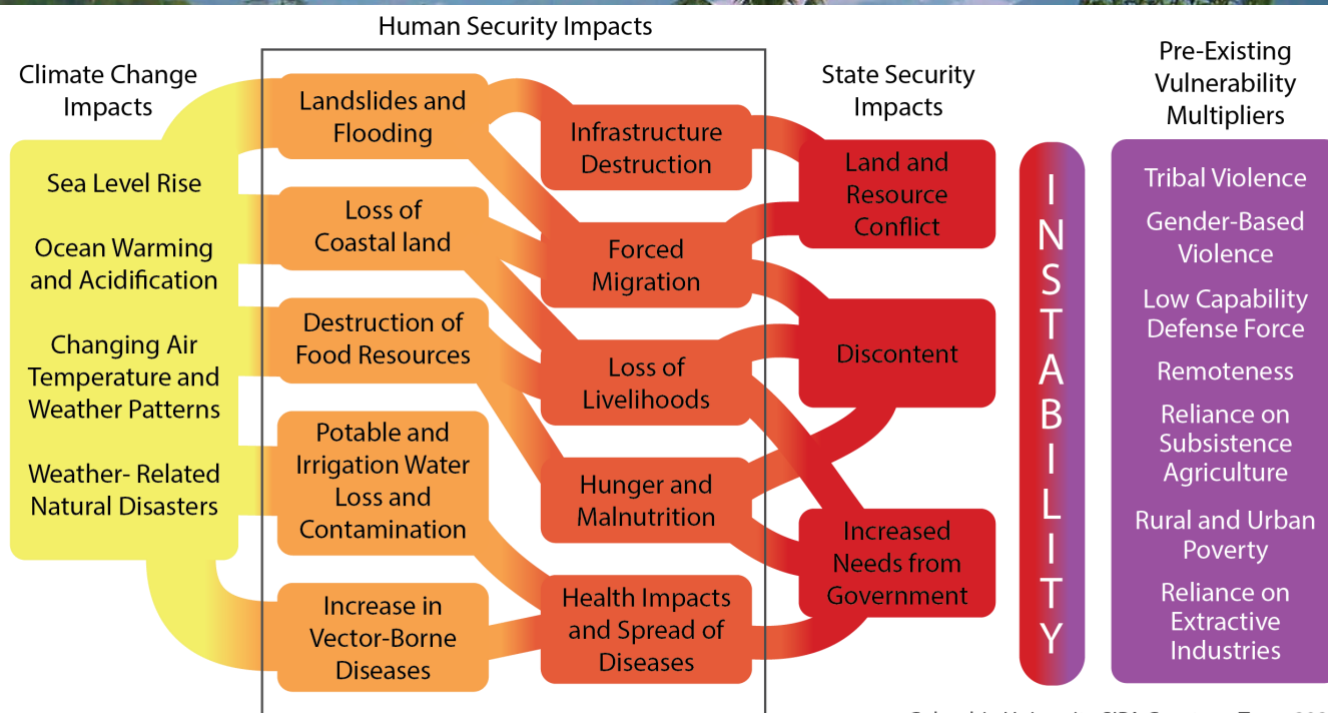 Human Security Impacts
Climate Change
Impacts
State Security
Impacts
Pre-Existing
Vulnerability
Multipliers
Sea Level Rise
Ocean Warming
and Acidification
Changing Air
Temperature and
Weather Patterns
Weather- Related
Natural Disasters
Landslides and
Flooding
Loss of
Coastal land
Destruction of
Food Resources
Potable and
Irrigation Water
Loss and
Contamination
Increase in
Vector-Borne
Diseases
Infrastructure
Destruction
Forced
Migration
Loss of
Livelihoods
Hunger and
Malnutrition
Health Impacts
and Spread of
Diseases
Land and
Resource
Conflict
Discontent
Increased
Needs from
Government
INSTABILITY
Tribal Violence
Gender-Based
Violence
Low Capability
Defense Force
Remoteness
Reliance on
Subsistence
Agriculture
Rural and Urban
Poverty
Reliance on
Extractive
Industries